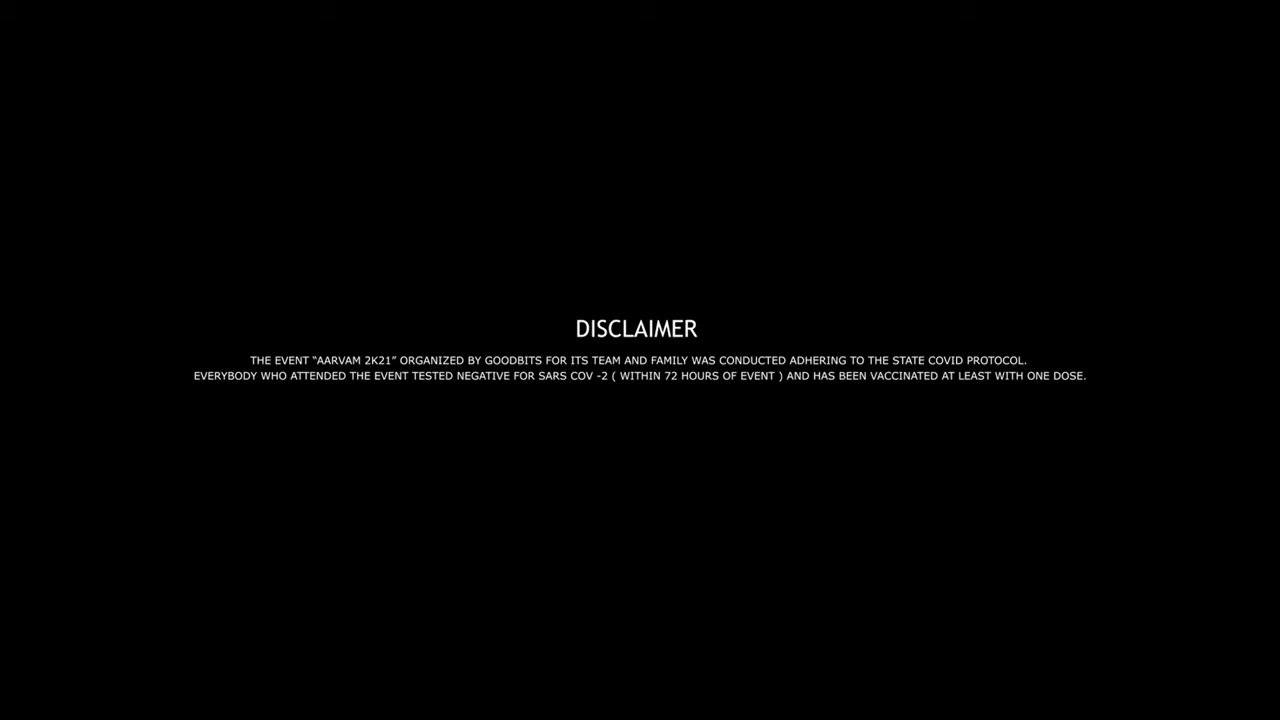 DISCLAIMER
THE EVENT “AARVAM 2K21” ORGANIZED BY GOODBITS FOR ITS TEAM AND FAMILY WAS CONDUCTED ADHERING TO THE STATE COVID PROTOCOL.
EVERYBODY WHO ATTENDED THE EVENT TESTED NEGATIVE FOR SARS COV -2 ( WITHIN 72 HOURS OF EVENT ) AND HAS BEEN VACCINATED AT LEAST WITH ONE DOSE.